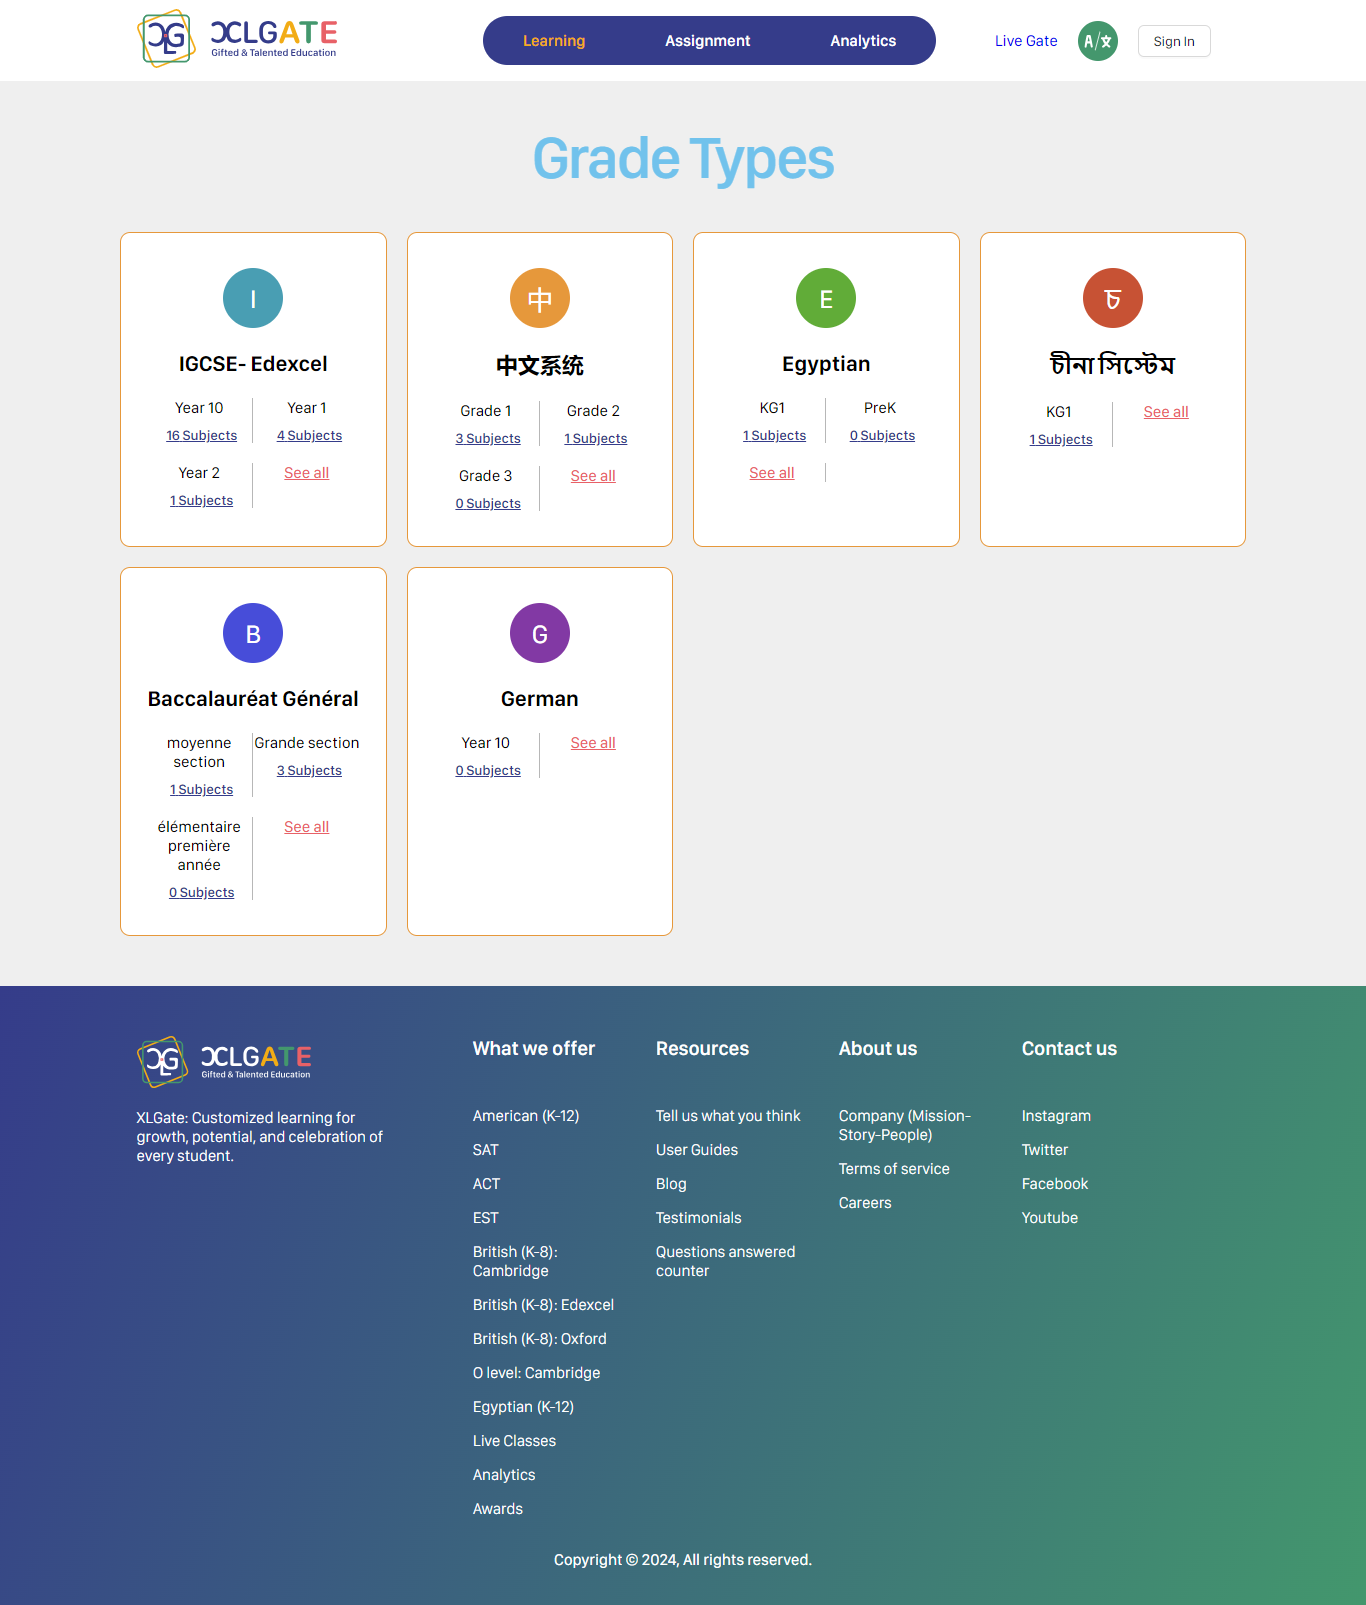 XLG XLGATE
Gifted & Talented Education
Learning Assignment Analytics
Live Gate A/文 Sign In
Grade Types
I
IGCSE- Edexcel
Year 10 Year 1
16 Subjects 4 Subjects
Year 2 See all
1 Subjects
中
中文系统
Grade 1 Grade 2
3 Subjects 1 Subjects
Grade 3 See all
0 Subjects
E
Egyptian
KG1 PreK
1 Subjects 0 Subjects
See all
চ
চীনা সিস্টেম
KG1 See all
1 Subjects
B
Baccalauréat Général
moyenne
section
1 Subjects
Grande section
3 Subjects
élémentaire
première
année
0 Subjects
See all
G
German
Year 10 See all
0 Subjects
XLG XLGATE
Gifted & Talented Education
XLGate: Customized learning for
growth, potential, and celebration of
every student.
What we offer
American (K-12)
SAT
ACT
EST
British (K-8):
Cambridge
British (K-8): Edexcel
British (K-8): Oxford
O level: Cambridge
Egyptian (K-12)
Live Classes
Analytics
Awards
Resources
Tell us what you think
User Guides
Blog
Testimonials
Questions answered
counter
About us
Company (Mission-
Story-People)
Terms of service
Careers
Contact us
Instagram
Twitter
Facebook
Youtube
Copyright © 2024, All rights reserved.